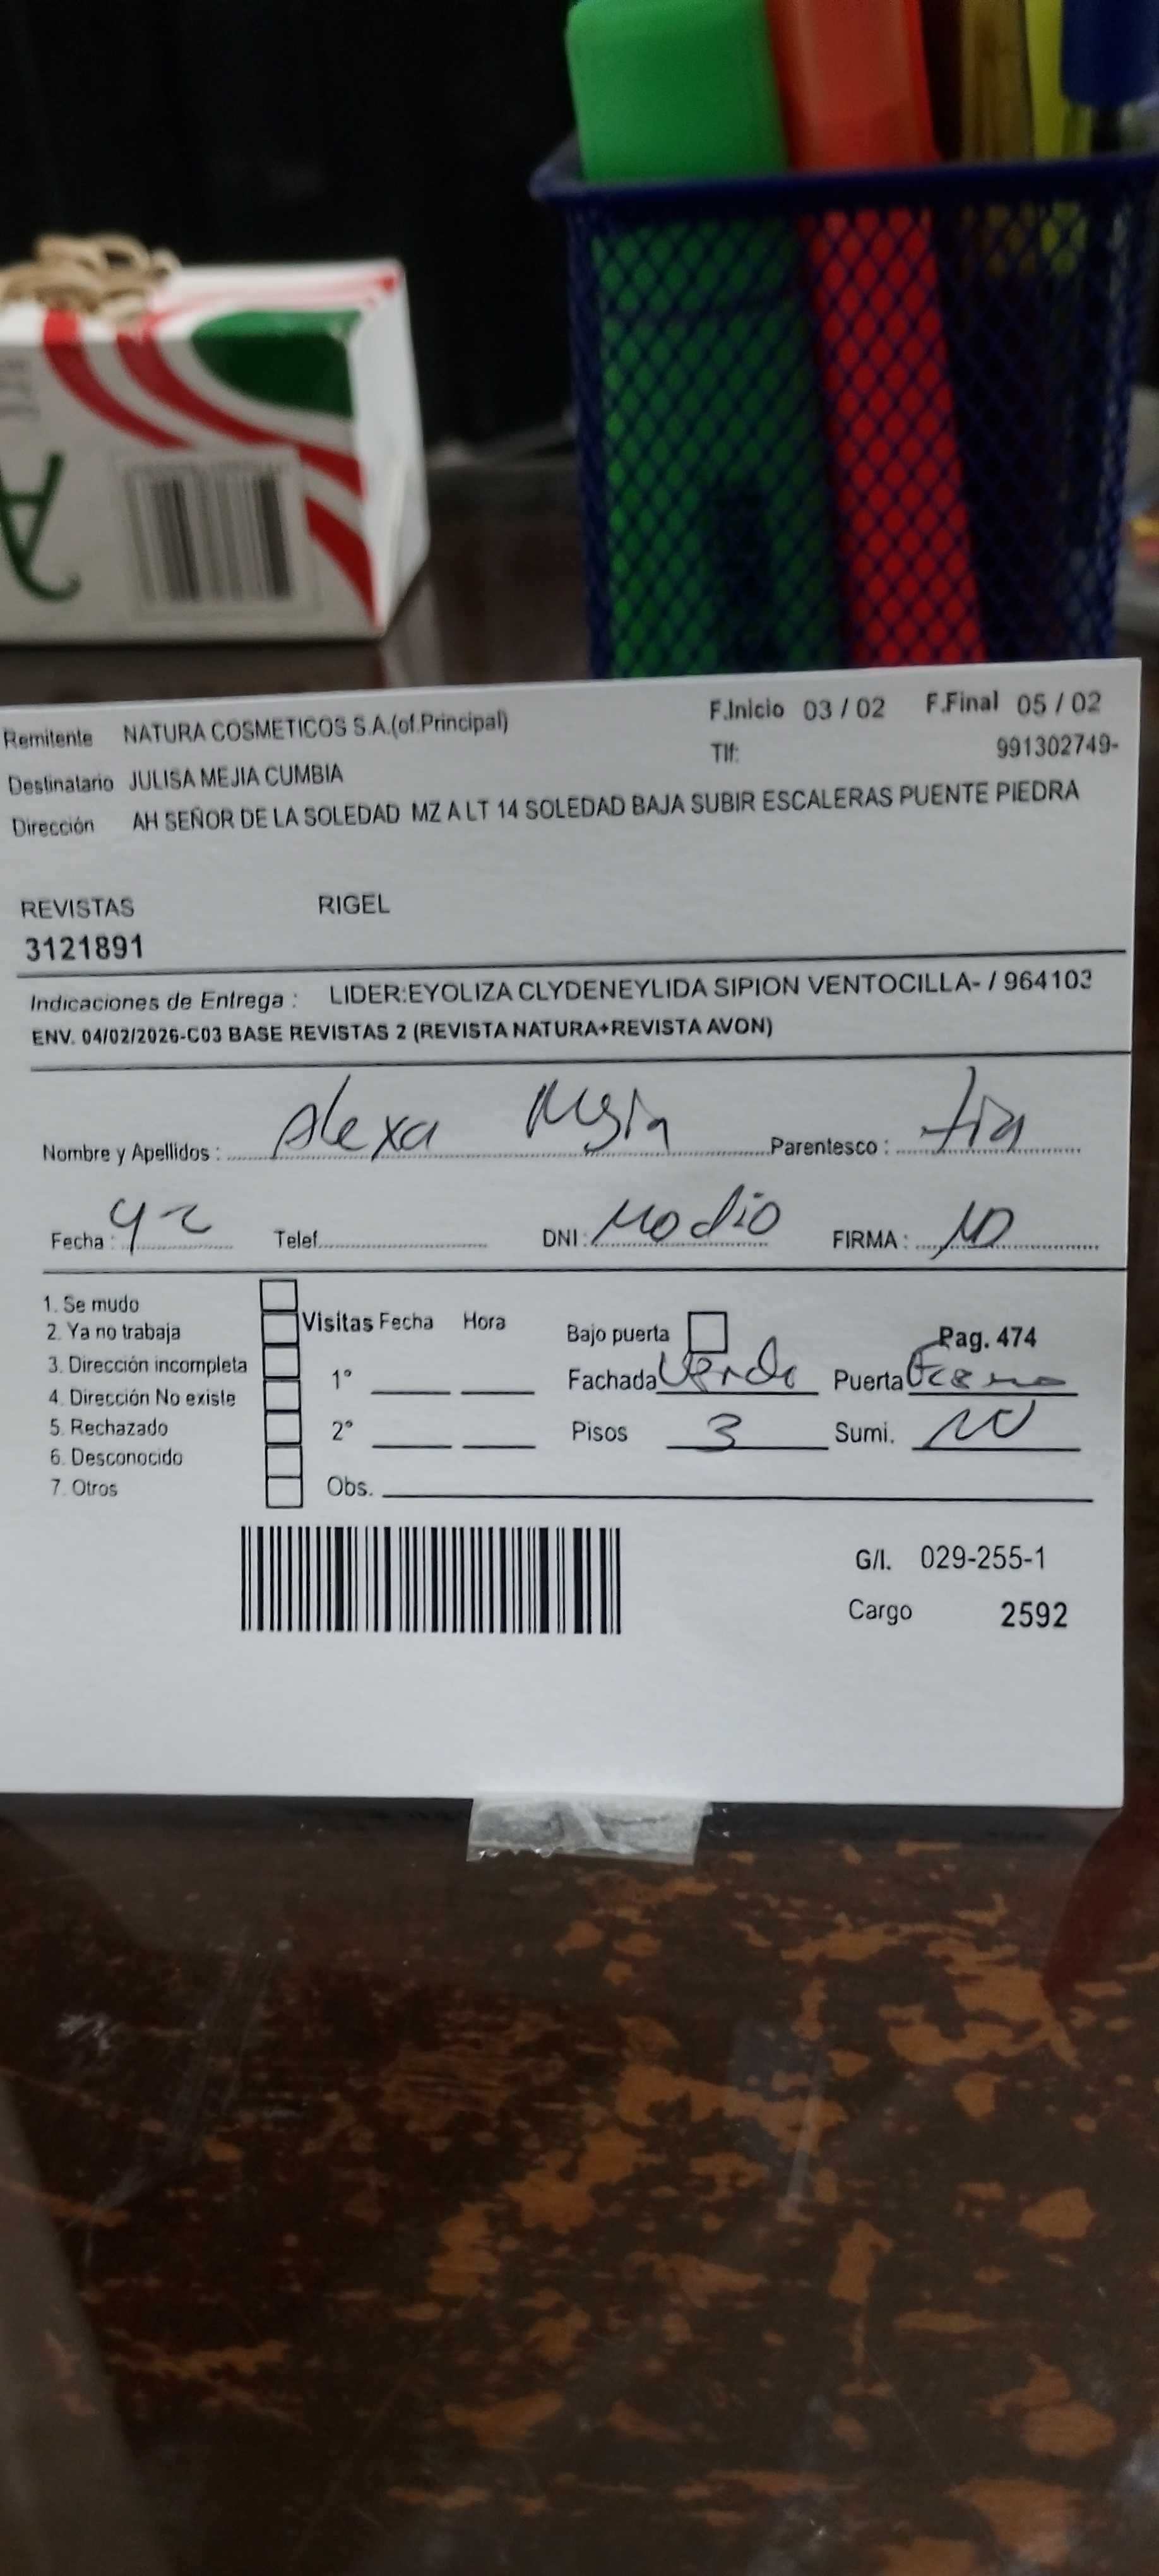 Remitente NATURA COSMETICOS S.A.(of.Principal) F.Inicio 03 / 02 F.Final 05 / 02
Tlf: 991302749-
Destinatario JULISA MEJIA CUMBIA
Dirección AH SEÑOR DE LA SOLEDAD MZ A LT 14 SOLEDAD BAJA SUBIR ESCALERAS PUENTE PIEDRA
REVISTAS RIGEL
3121891
Indicaciones de Entrega : LIDER:EYOLIZA CLYDENEYLIDA SIPION VENTOCILLA- / 964103
ENV. 04/02/2026-C03 BASE REVISTAS 2 (REVISTA NATURA+REVISTA AVON)
Nombre y Apellidos : Alexa Mejia Parentesco : tia
Fecha : 4-2 Telef. DNI : No dio FIRMA :
1. Se mudo
2. Ya no trabaja
3. Dirección incompleta
4. Dirección No existe
5. Rechazado
6. Desconocido
7. Otros
Visitas Fecha Hora
1°
2°
Obs.
Bajo puerta Pag. 474
Fachada Verde Puerta
Pisos 3 Sumi.
G/I. 029-255-1
Cargo 2592